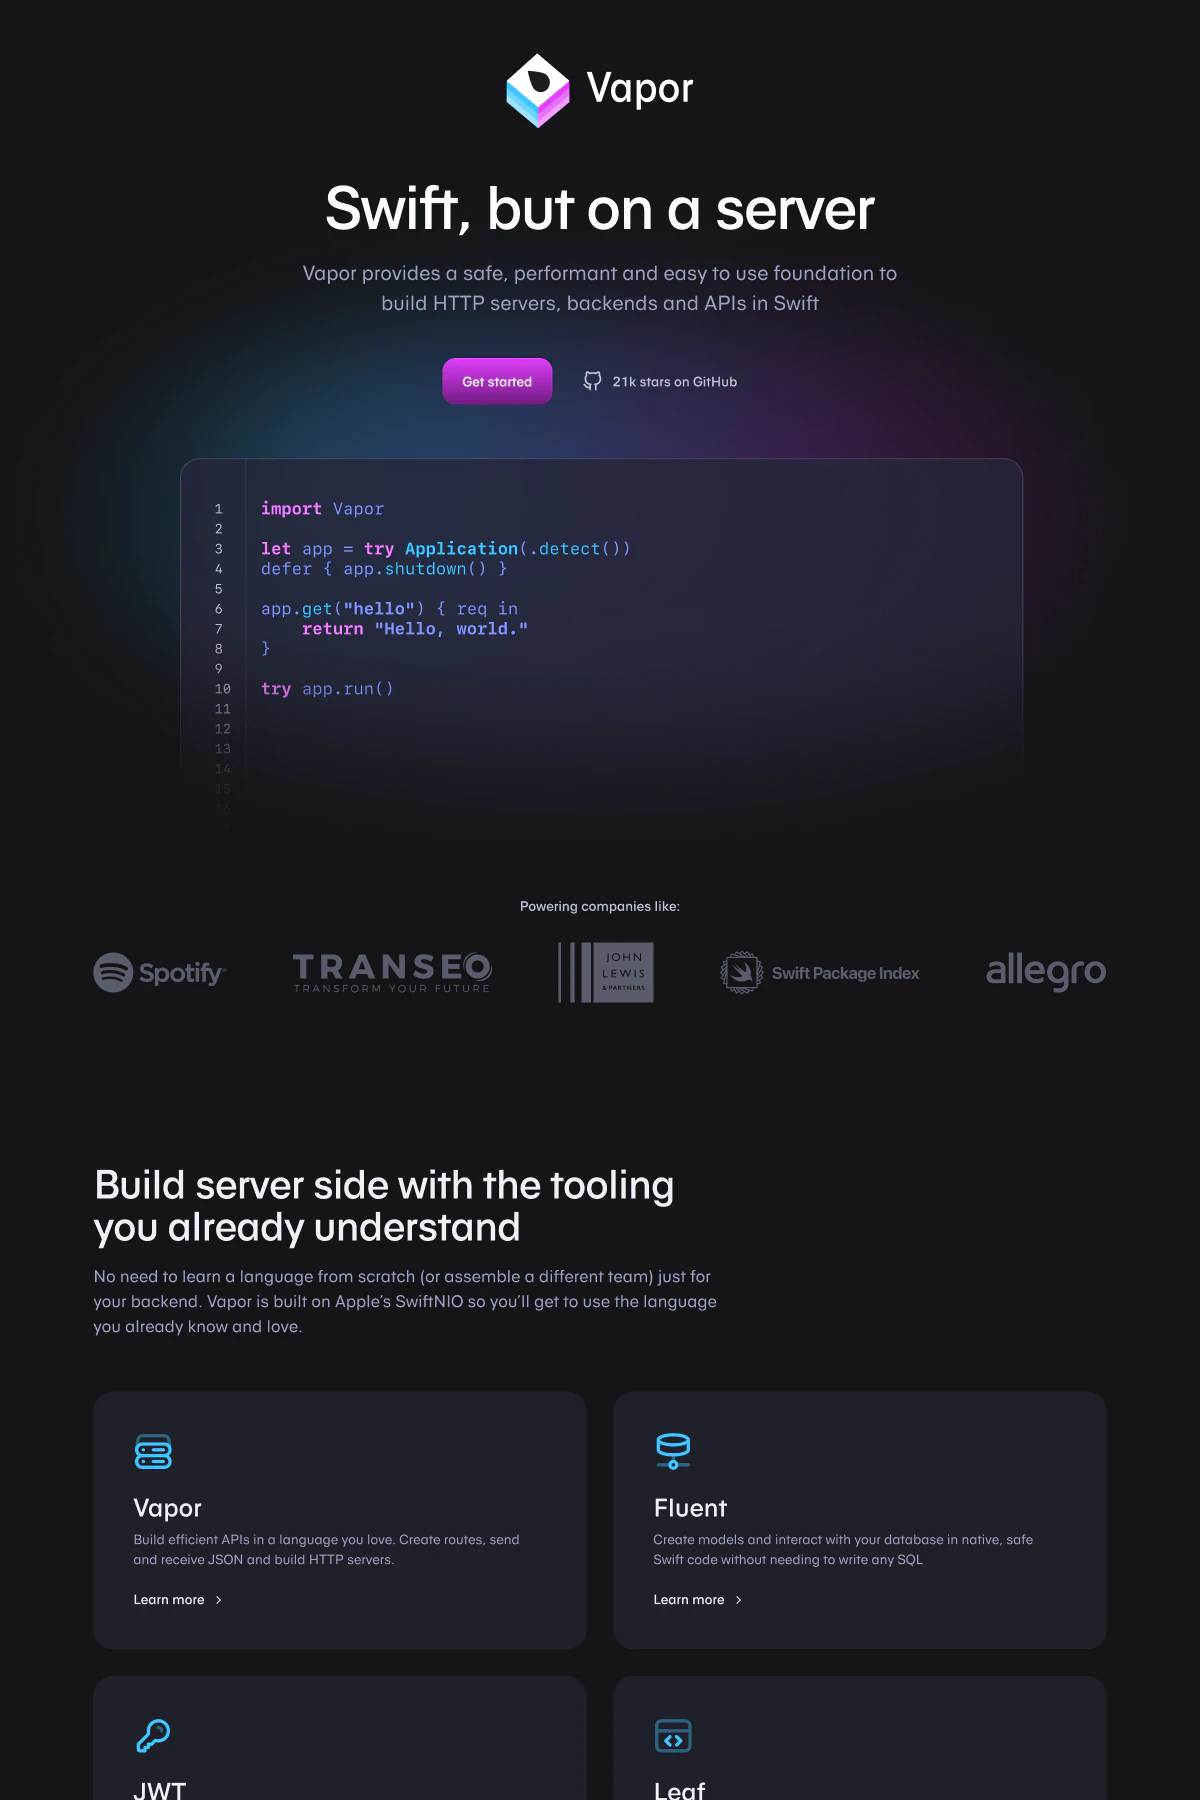 Vapor
Swift, but on a server
Vapor provides a safe, performant and easy to use foundation to
build HTTP servers, backends and APIs in Swift
Get started
21k stars on GitHub
1 import Vapor
2
3 let app = try Application(.detect())
4 defer { app.shutdown() }
5
6 app.get("hello") { req in
7     return "Hello, world."
8 }
9
10 try app.run()
11
12
13
14
15
16
Powering companies like:
Spotify
TRANSEO
TRANSFORM YOUR FUTURE
JOHN
LEWIS
& PARTNERS
Swift Package Index
allegro
Build server side with the tooling
you already understand
No need to learn a language from scratch (or assemble a different team) just for
your backend. Vapor is built on Apple’s SwiftNIO so you’ll get to use the language
you already know and love.
Vapor
Build efficient APIs in a language you love. Create routes, send
and receive JSON and build HTTP servers.
Learn more
Fluent
Create models and interact with your database in native, safe
Swift code without needing to write any SQL
Learn more
JWT
Leaf